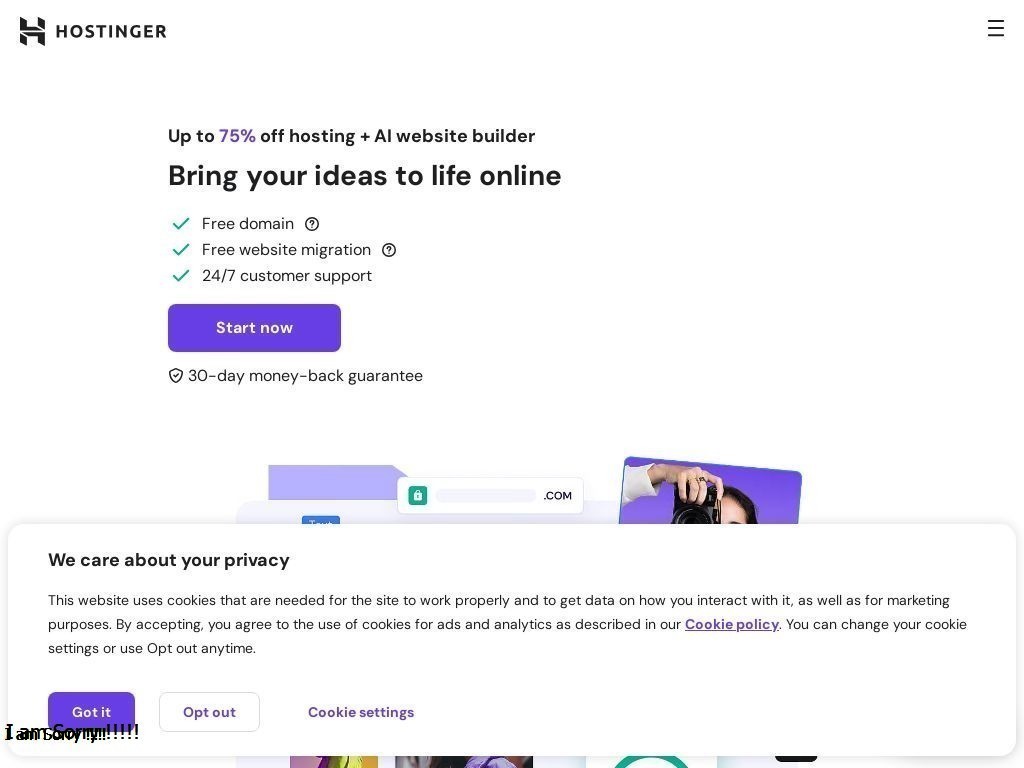 HOSTINGER
Up to 75% off hosting + AI website builder
Bring your ideas to life online
Free domain
Free website migration
24/7 customer support
Start now
30-day money-back guarantee
.COM
We care about your privacy
This website uses cookies that are needed for the site to work properly and to get data on how you interact with it, as well as for marketing
purposes. By accepting, you agree to the use of cookies for ads and analytics as described in our Cookie policy. You can change your cookie
settings or use Opt out anytime.
Got it Opt out Cookie settings
I am Sorry !!!!!